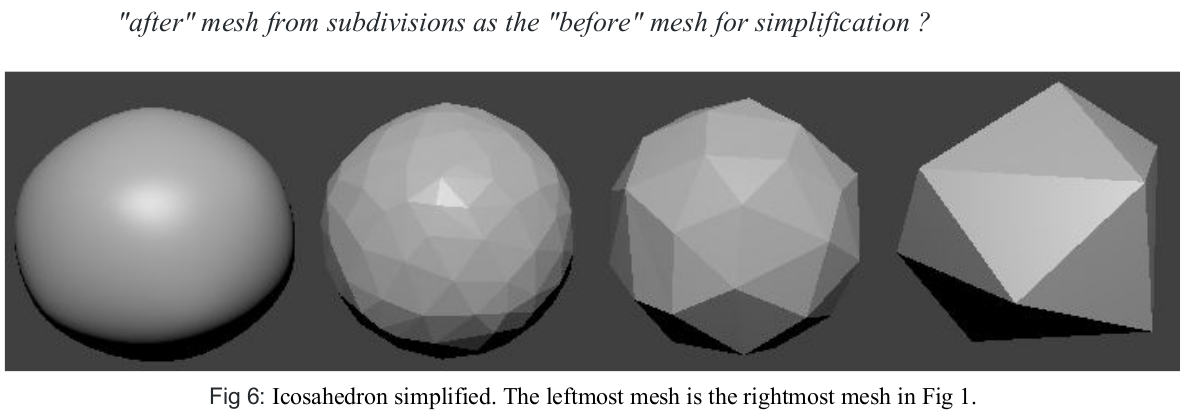 "after" mesh from subdivisions as the "before" mesh for simplification ?
Fig 6: Icosahedron simplified. The leftmost mesh is the rightmost mesh in Fig 1.